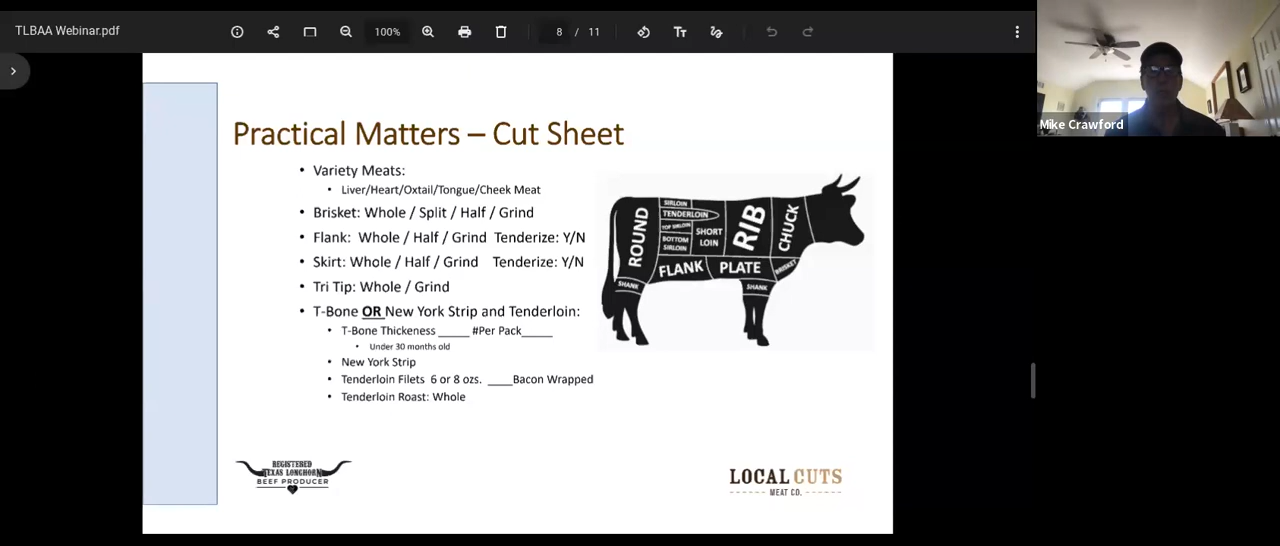 TLBAA Webinar.pdf
100%
8 / 11
Mike Crawford
Practical Matters – Cut Sheet
• Variety Meats:
• Liver/Heart/Oxtail/Tongue/Cheek Meat
• Brisket: Whole / Split / Half / Grind
• Flank: Whole / Half / Grind Tenderize: Y/N
• Skirt: Whole / Half / Grind Tenderize: Y/N
• Tri Tip: Whole / Grind
• T-Bone OR New York Strip and Tenderloin:
• T-Bone Thickeness _____ #Per Pack_____
• Under 30 months old
• New York Strip
• Tenderloin Filets 6 or 8 ozs. ____Bacon Wrapped
• Tenderloin Roast: Whole
ROUND
SIRLOIN
TENDERLOIN
TOP SIRLOIN
BOTTOM
SIRLOIN
SHORT
LOIN
RIB
CHUCK
FLANK
PLATE
BRISKET
SHANK
SHANK
REGISTERED
TEXAS LONGHORN
BEEF PRODUCER
LOCAL CUTS
MEAT CO.